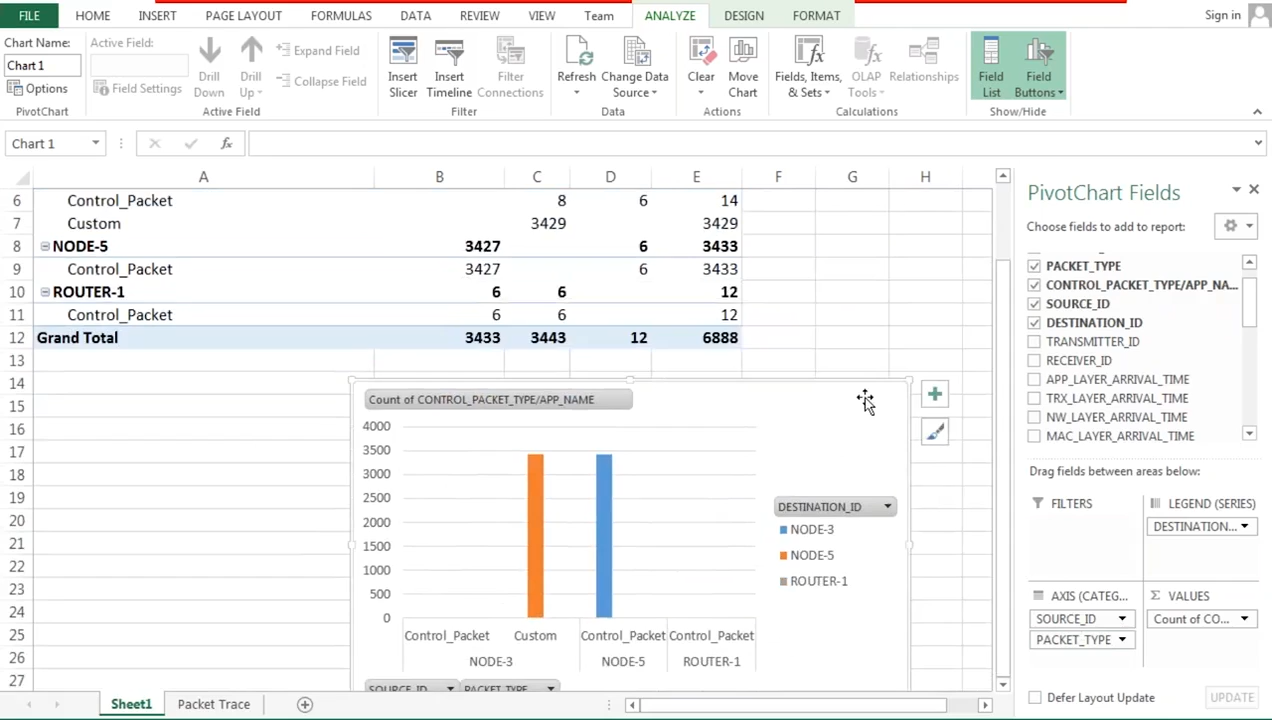 FILE HOME INSERT PAGE LAYOUT FORMULAS DATA REVIEW VIEW Team ANALYZE DESIGN FORMAT Sign in
Chart Name:
Chart 1
Options
PivotChart
Active Field:
Field Settings
Drill Down
Drill Up
Expand Field
Collapse Field
Active Field
Insert Slicer
Insert Timeline
Filter Connections
Filter
Refresh
Change Data Source
Data
Clear
Move Chart
Actions
Fields, Items, & Sets
OLAP Tools
Relationships
Calculations
Field List
Field Buttons
Show/Hide
Chart 1
fx
A B C D E F G H
6 Control_Packet 8 6 14
7 Custom 3429 3429
8 NODE-5 3427 6 3433
9 Control_Packet 3427 6 3433
10 ROUTER-1 6 6 12
11 Control_Packet 6 6 12
12 Grand Total 3433 3443 12 6888
13
14
15
16
17
18
19
20
21
22
23
24
25
26
27
Count of CONTROL_PACKET_TYPE/APP_NAME
4000
3500
3000
2500
2000
1500
1000
500
0
Control_Packet Custom Control_Packet Control_Packet
NODE-3 NODE-5 ROUTER-1
SOURCE_ID PACKET_TYPE
DESTINATION_ID
NODE-3
NODE-5
ROUTER-1
PivotChart Fields
Choose fields to add to report:
PACKET_TYPE
CONTROL_PACKET_TYPE/APP_NA...
SOURCE_ID
DESTINATION_ID
TRANSMITTER_ID
RECEIVER_ID
APP_LAYER_ARRIVAL_TIME
TRX_LAYER_ARRIVAL_TIME
NW_LAYER_ARRIVAL_TIME
MAC_LAYER_ARRIVAL_TIME
Drag fields between areas below:
FILTERS
LEGEND (SERIES)
DESTINATION...
AXIS (CATEG...
SOURCE_ID
PACKET_TYPE
Σ VALUES
Count of CO...
Defer Layout Update
UPDATE
Sheet1 Packet Trace